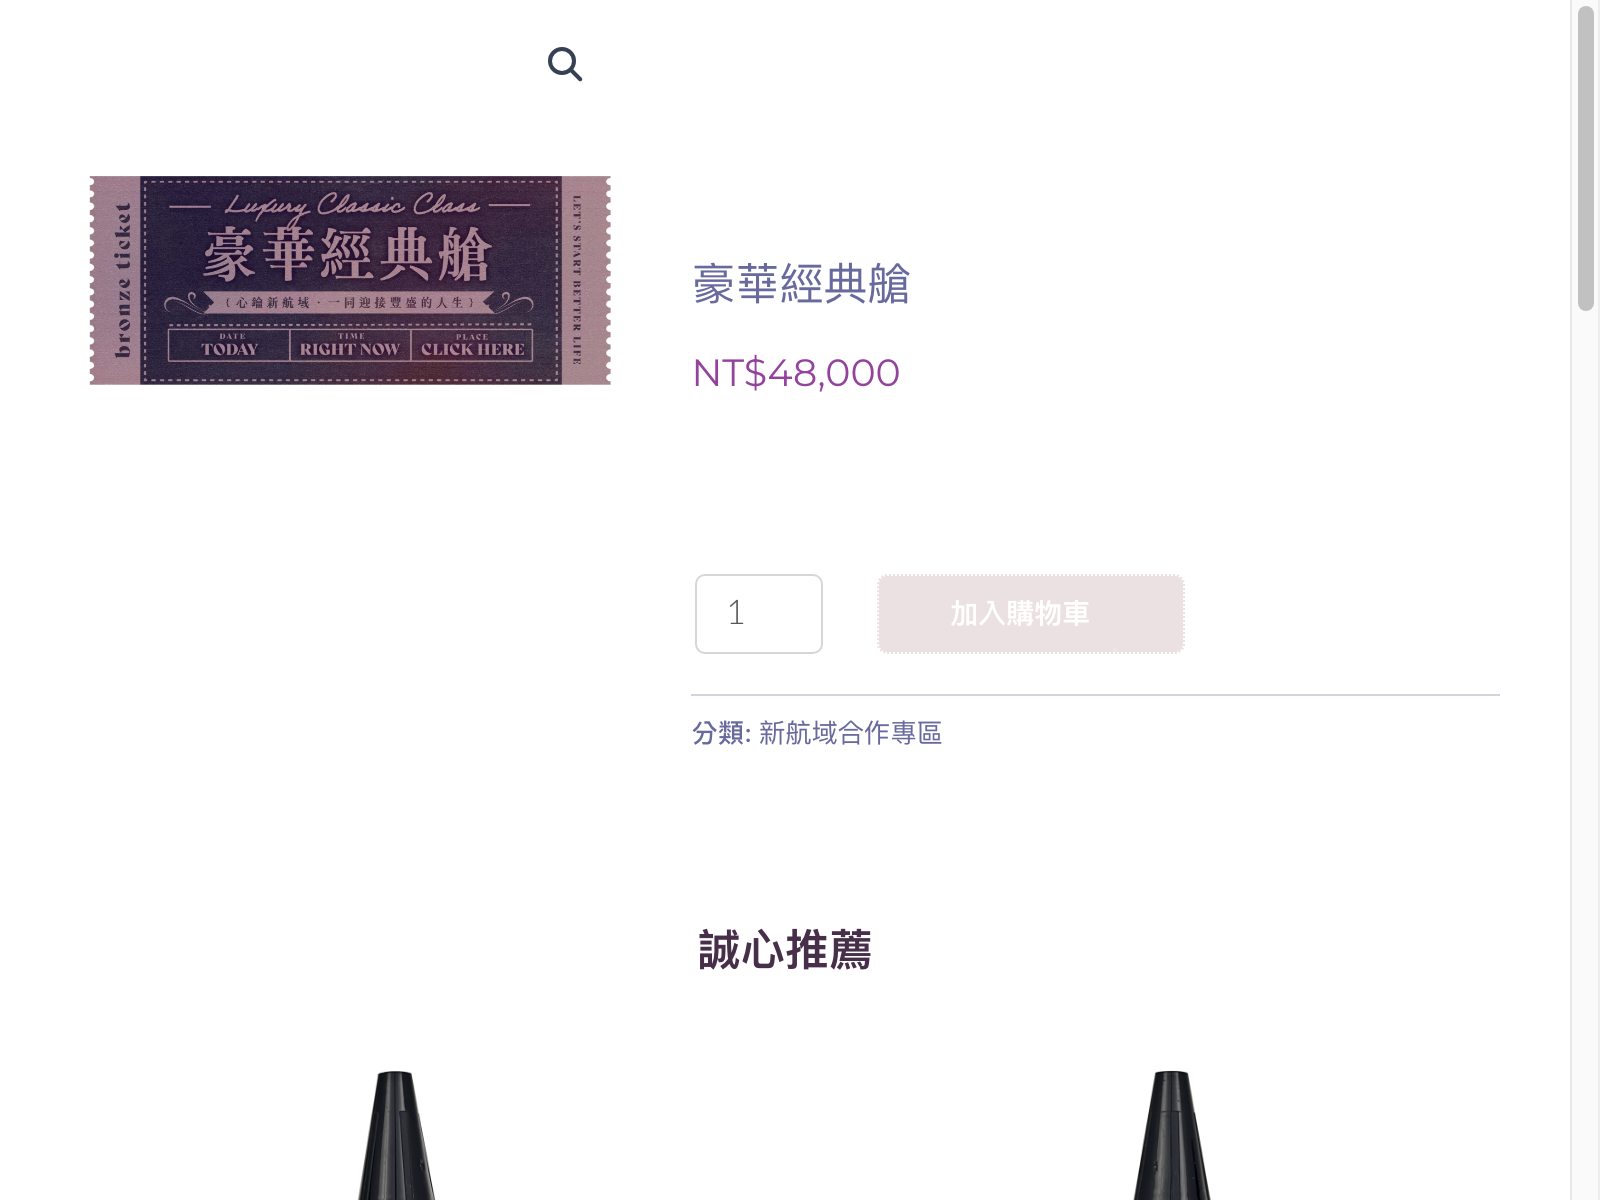 bronze ticket
Luxury Classic Class
豪華經典艙
{ 心鑰新航域 · 一同迎接豐盛的人生 }
DATE
TODAY
TIME
RIGHT NOW
PLACE
CLICK HERE
LET'S START BETTER LIFE
豪華經典艙
NT$48,000
1
加入購物車
分類: 新航域合作專區
誠心推薦